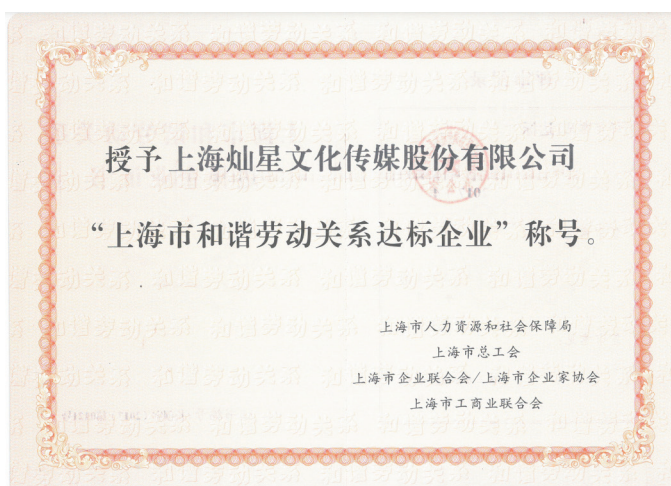 授予上海灿星文化传媒股份有限公司
“上海市和谐劳动关系达标企业”称号。
上海市人力资源和社会保障局
上海市总工会
上海市企业联合会/上海市企业家协会
上海市工商业联合会